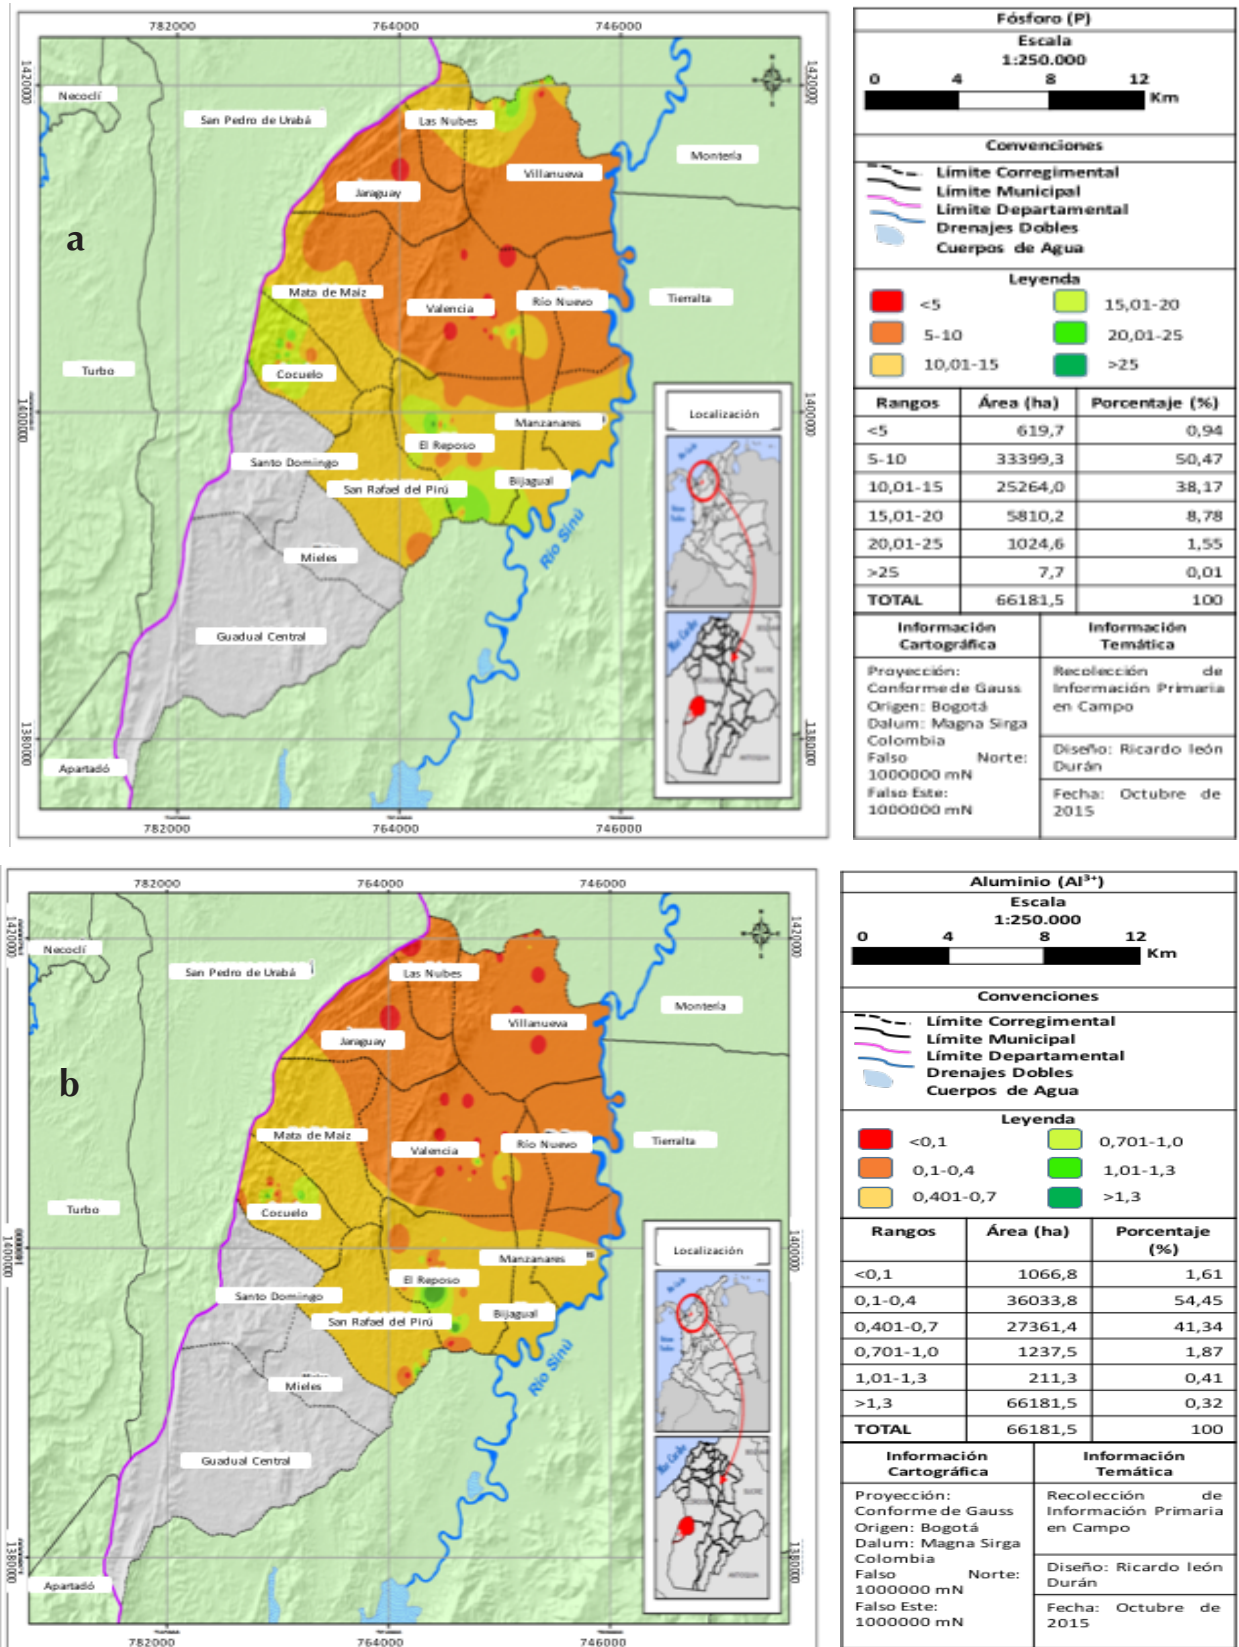 782000
764000
746000
1420000
1420000
Necoclí
San Pedro de Urabá
Las Nubes
Montería
Villanueva
Jaraguay
a
Mata de Maiz
Valencia
Río Nuevo
Tierralta
Turbo
Cocuelo
1400000
1400000
Localización
Manzanares
El Reposo
Santo Domingo
San Rafael del Pirú
Bijagual
Río Sinú
Mieles
Guadual Central
1380000
1380000
Apartadó
782000
764000
746000
Fósforo (P)
Escala
1:250.000
0 4 8 12
Km
Convenciones
Límite Corregimental
Límite Municipal
Límite Departamental
Drenajes Dobles
Cuerpos de Agua
Leyenda
<5 15,01-20
5-10 20,01-25
10,01-15 >25
Rangos Área (ha) Porcentaje (%)
<5 619,7 0,94
5-10 33399,3 50,47
10,01-15 25264,0 38,17
15,01-20 5810,2 8,78
20,01-25 1024,6 1,55
>25 7,7 0,01
TOTAL 66181,5 100
Información
Cartográfica
Información
Temática
Proyección:
Conforme de Gauss
Origen: Bogotá
Dalum: Magna Sirga
Colombia
Falso Norte:
1000000 mN
Falso Este:
1000000 mN
Recolección de
Información Primaria
en Campo
Diseño: Ricardo león
Durán
Fecha: Octubre de
2015
782000
764000
746000
1420000
1420000
Necoclí
San Pedro de Urabá
Las Nubes
Montería
Villanueva
Jaraguay
b
Mata de Maiz
Valencia
Río Nuevo
Tierralta
Turbo
Cocuelo
1400000
1400000
Localización
Manzanares
El Reposo
Santo Domingo
San Rafael del Pirú
Bijagual
Río Sinú
Mieles
Guadual Central
1380000
1380000
Apartadó
782000
764000
746000
Aluminio (Al³⁺)
Escala
1:250.000
0 4 8 12
Km
Convenciones
Límite Corregimental
Límite Municipal
Límite Departamental
Drenajes Dobles
Cuerpos de Agua
Leyenda
<0,1 0,701-1,0
0,1-0,4 1,01-1,3
0,401-0,7 >1,3
Rangos Área (ha) Porcentaje
(%)
<0,1 1066,8 1,61
0,1-0,4 36033,8 54,45
0,401-0,7 27361,4 41,34
0,701-1,0 1237,5 1,87
1,01-1,3 211,3 0,41
>1,3 66181,5 0,32
TOTAL 66181,5 100
Información
Cartográfica
Información
Temática
Proyección:
Conforme de Gauss
Origen: Bogotá
Dalum: Magna Sirga
Colombia
Falso Norte:
1000000 mN
Falso Este:
1000000 mN
Recolección de
Información Primaria
en Campo
Diseño: Ricardo león
Durán
Fecha: Octubre de
2015